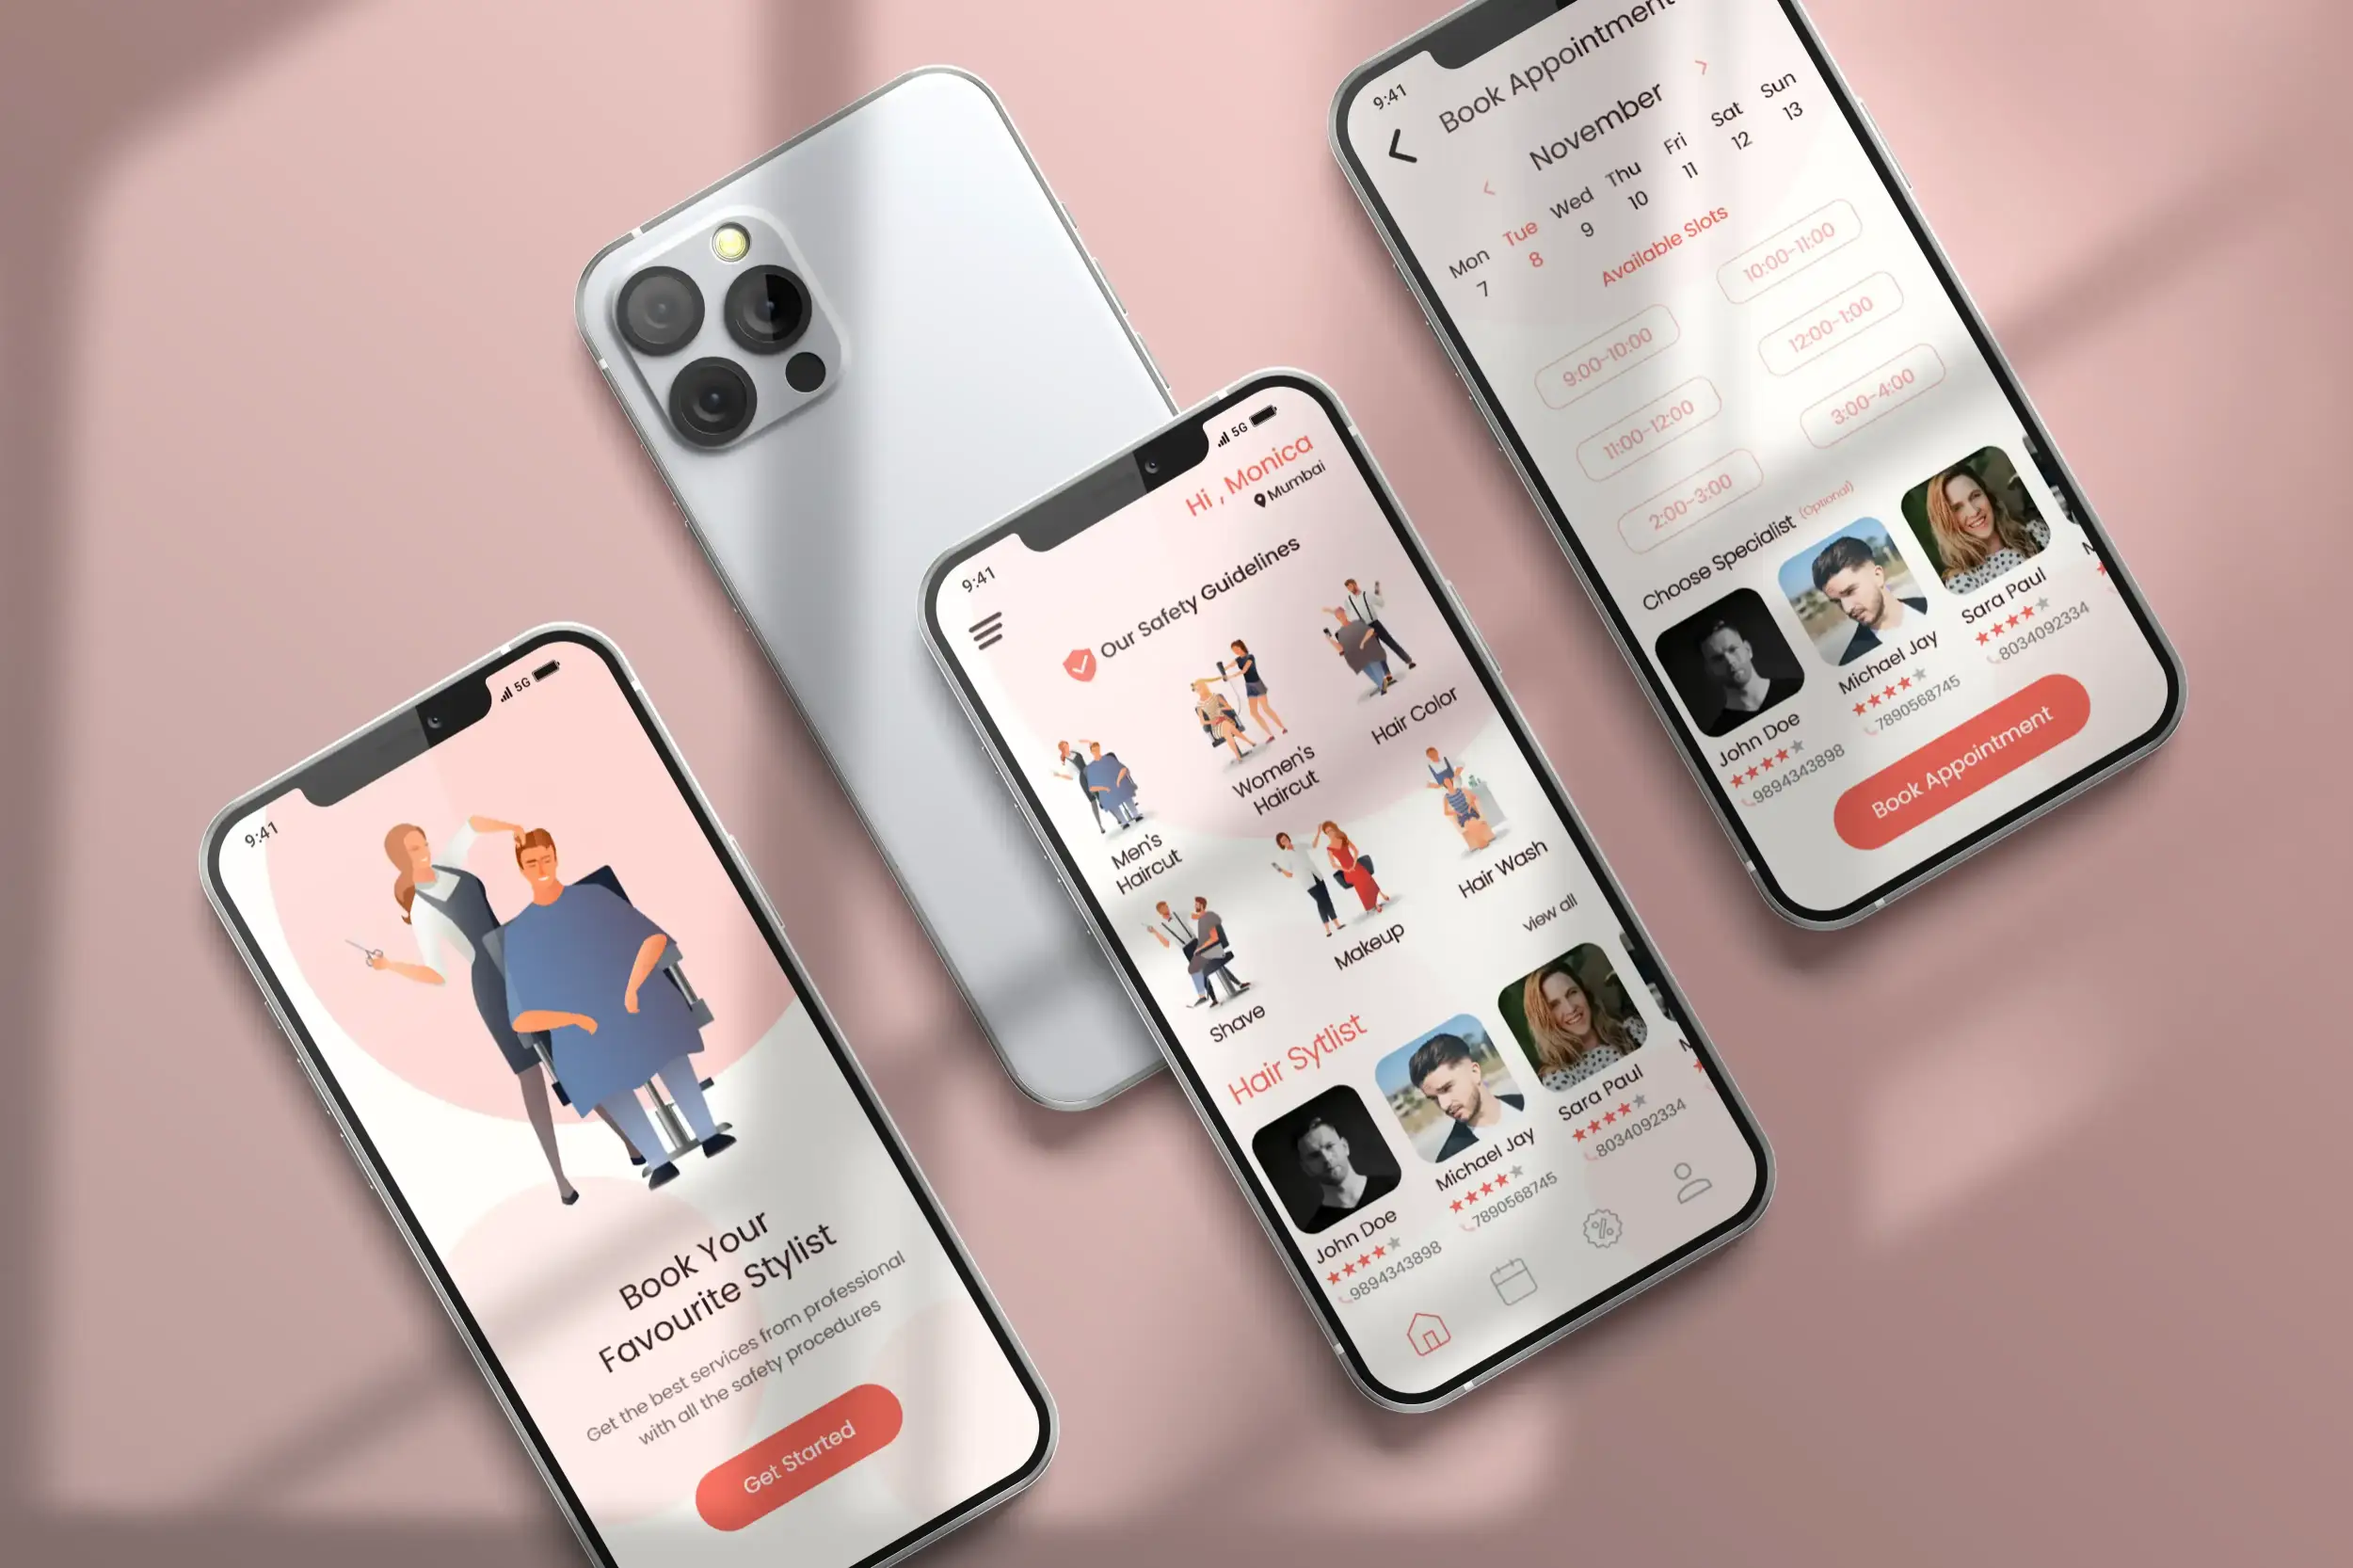 9:41
5G
Book Your
Favourite Stylist
Get the best services from professional
with all the safety procedures
Get Started
9:41
5G
Hi , Monica
Mumbai
Our Safety Guidelines
Men's
Haircut
Women's
Haircut
Hair Color
Shave
Makeup
Hair Wash
view all
Hair Sytlist
John Doe
9894343898
Michael Jay
7890568745
Sara Paul
8034092334
9:41
Book Appointment
November
Mon Tue Wed Thu Fri Sat Sun
7 8 9 10 11 12 13
Available Slots
9:00-10:00 10:00-11:00
11:00-12:00 12:00-1:00
2:00-3:00 3:00-4:00
Choose Specialist (Optional)
John Doe
9894343898
Michael Jay
7890568745
Sara Paul
8034092334
Book Appointment